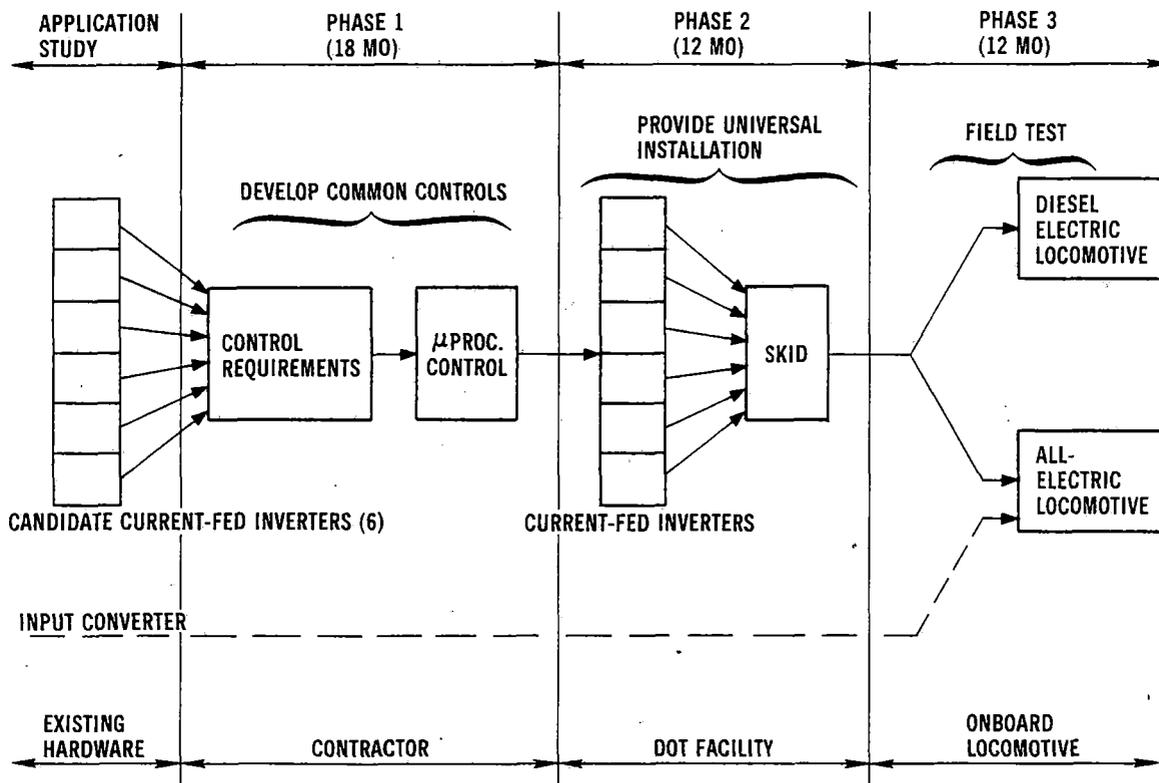 APPLICATION
STUDY
PHASE 1
(18 MO)
PHASE 2
(12 MO)
PHASE 3
(12 MO)
PROVIDE UNIVERSAL
INSTALLATION
FIELD TEST
DEVELOP COMMON CONTROLS
DIESEL
ELECTRIC
LOCOMOTIVE
CONTROL
REQUIREMENTS
μPROC.
CONTROL
SKID
ALL-
ELECTRIC
LOCOMOTIVE
CANDIDATE CURRENT-FED INVERTERS (6)
CURRENT-FED INVERTERS
INPUT CONVERTER
EXISTING
HARDWARE
CONTRACTOR
DOT FACILITY
ONBOARD
LOCOMOTIVE